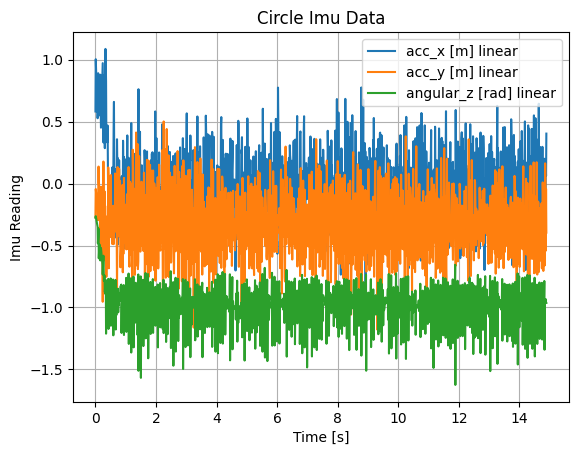 Circle Imu Data
acc_x [m] linear
acc_y [m] linear
angular_z [rad] linear
Imu Reading
1.0
0.5
0.0
−0.5
−1.0
−1.5
0 2 4 6 8 10 12 14
Time [s]